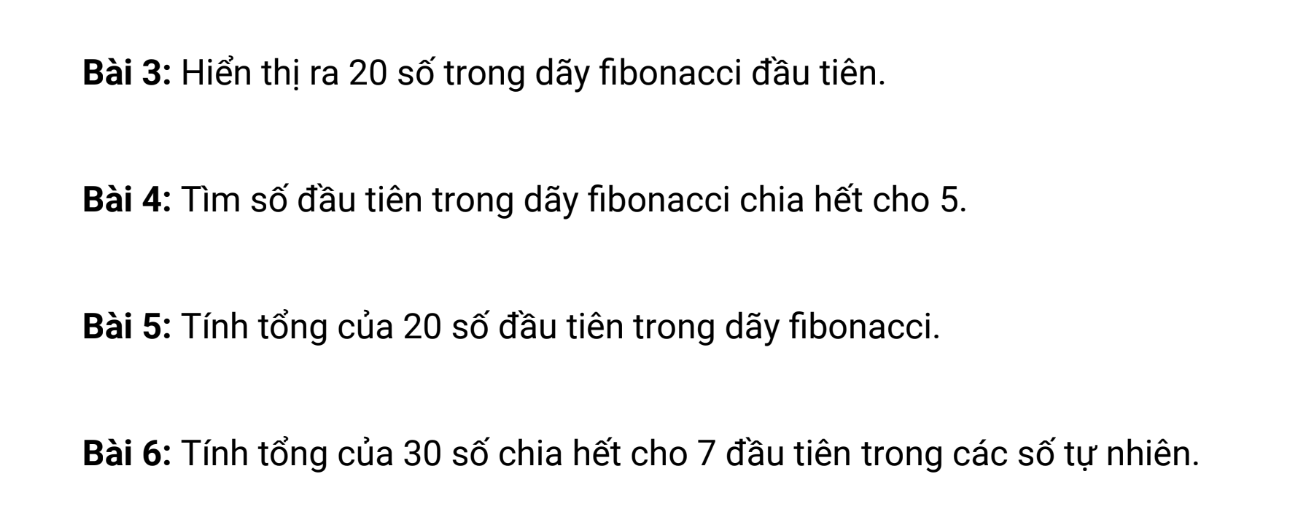 Bài 3: Hiển thị ra 20 số trong dãy fibonacci đầu tiên.
Bài 4: Tìm số đầu tiên trong dãy fibonacci chia hết cho 5.
Bài 5: Tính tổng của 20 số đầu tiên trong dãy fibonacci.
Bài 6: Tính tổng của 30 số chia hết cho 7 đầu tiên trong các số tự nhiên.